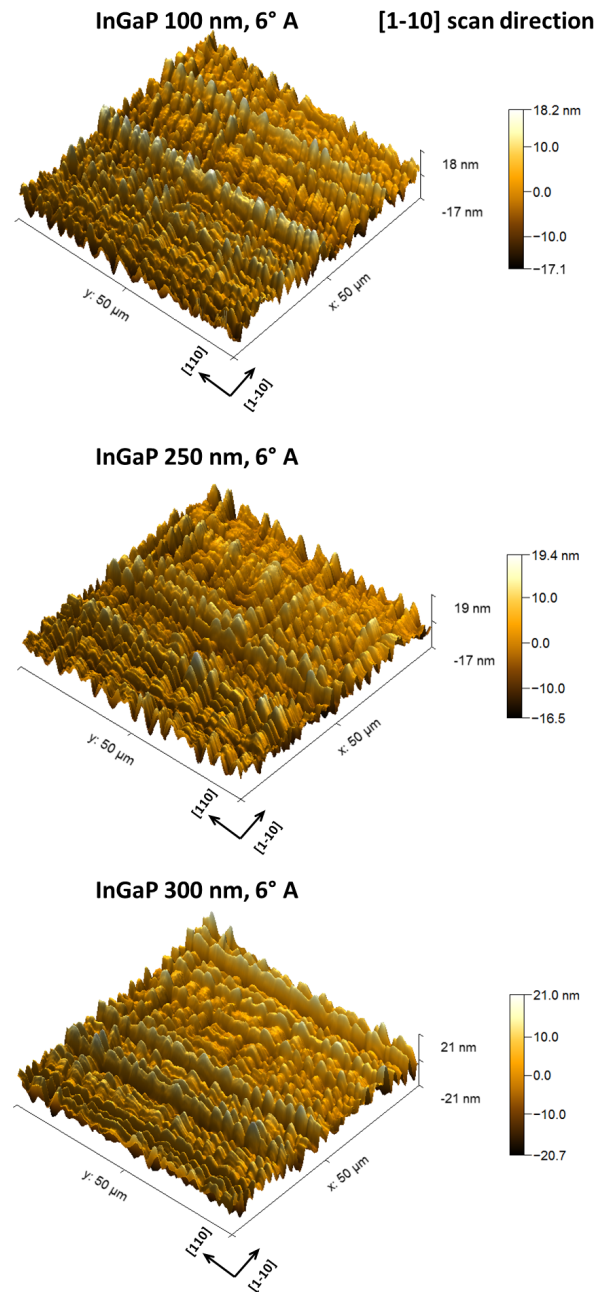 InGaP 100 nm, 6° A [1-10] scan direction
18.2 nm
10.0
0.0
−10.0
−17.1
18 nm
-17 nm
y: 50 µm
x: 50 µm
[110]
[1-10]
InGaP 250 nm, 6° A
19.4 nm
10.0
0.0
−10.0
−16.5
19 nm
-17 nm
y: 50 µm
x: 50 µm
[110]
[1-10]
InGaP 300 nm, 6° A
21.0 nm
10.0
0.0
−10.0
−20.7
21 nm
-21 nm
y: 50 µm
x: 50 µm
[110]
[1-10]